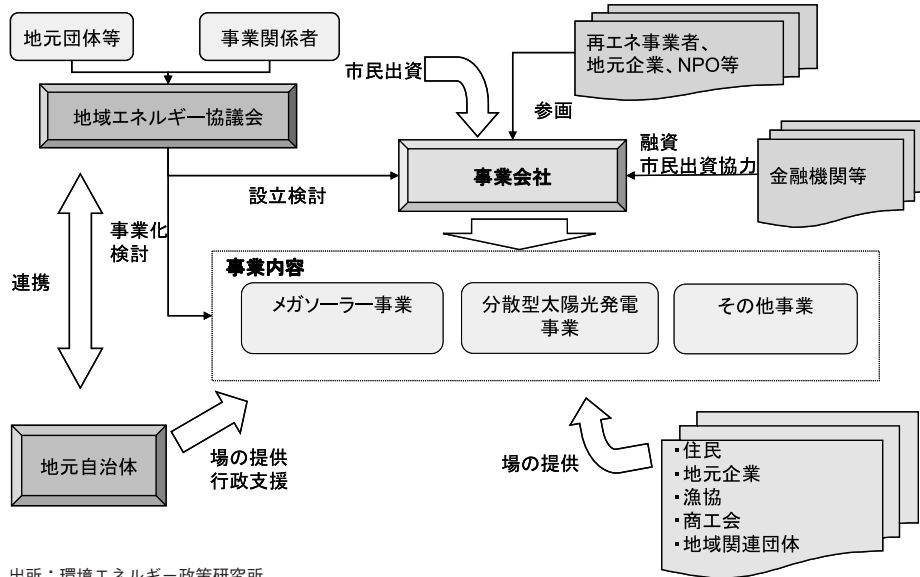 地元団体等
事業関係者
地域エネルギー協議会
市民出資
再エネ事業者、
地元企業、NPO等
参画
融資
市民出資協力
金融機関等
事業会社
設立検討
事業化
検討
連携
事業内容
メガソーラー事業
分散型太陽光発電
事業
その他事業
地元自治体
場の提供
行政支援
場の提供
・住民
・地元企業
・漁協
・商工会
・地域関連団体
出所：環境エネルギー政策研究所